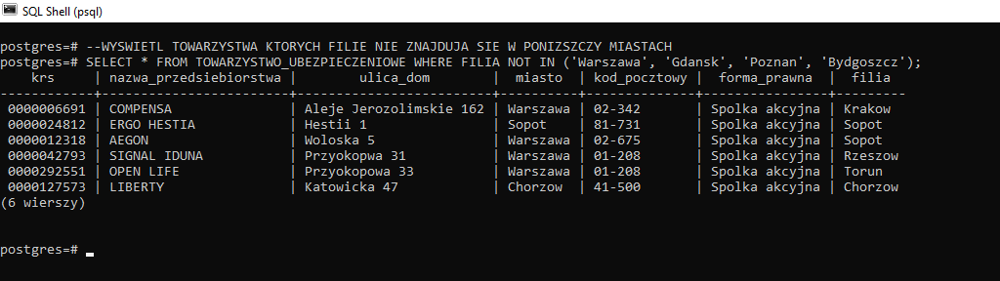 SQL Shell (psql)
postgres=# --WYSWIETL TOWARZYSTWA KTORYCH FILIE NIE ZNAJDUJA SIE W PONIZSZCZY MIASTACH
postgres=# SELECT * FROM TOWARZYSTWO_UBEZPIECZENIOWE WHERE FILIA NOT IN ('Warszawa', 'Gdansk', 'Poznan', 'Bydgoszcz');
krs | nazwa_przedsiebiorstwa | ulica_dom | miasto | kod_pocztowy | forma_prawna | filia
------------+------------------------+-------------------------+----------+--------------+----------------+---------
0000006691 | COMPENSA | Aleje Jerozolimskie 162 | Warszawa | 02-342 | Spolka akcyjna | Krakow
0000024812 | ERGO HESTIA | Hestii 1 | Sopot | 81-731 | Spolka akcyjna | Sopot
0000012318 | AEGON | Woloska 5 | Warszawa | 02-675 | Spolka akcyjna | Sopot
0000042793 | SIGNAL IDUNA | Przyokopwa 31 | Warszawa | 01-208 | Spolka akcyjna | Rzeszow
0000292551 | OPEN LIFE | Przyokopowa 33 | Warszawa | 01-208 | Spolka akcyjna | Torun
0000127573 | LIBERTY | Katowicka 47 | Chorzow | 41-500 | Spolka akcyjna | Chorzow
(6 wierszy)
postgres=#